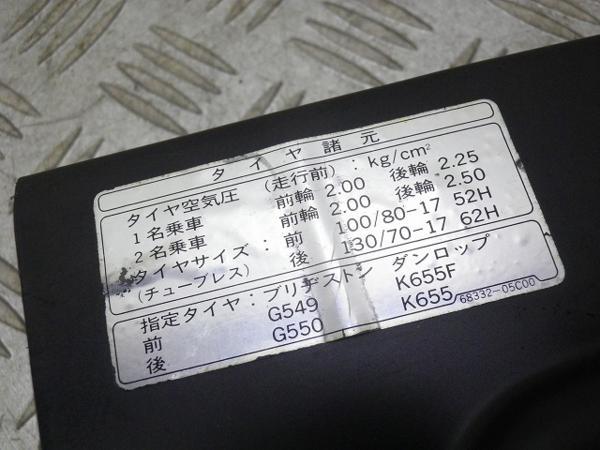 タイヤ諸元
タイヤ空気圧 (走行前) : kg/cm²
1名乗車 前輪 2.00 後輪 2.25
2名乗車 前輪 2.00 後輪 2.50
タイヤサイズ : 前 100/80-17 52H
(チューブレス) 後 130/70-17 62H
指定タイヤ : ブリヂストン ダンロップ
前 G549 K655F
後 G550 K655
68332-05C00